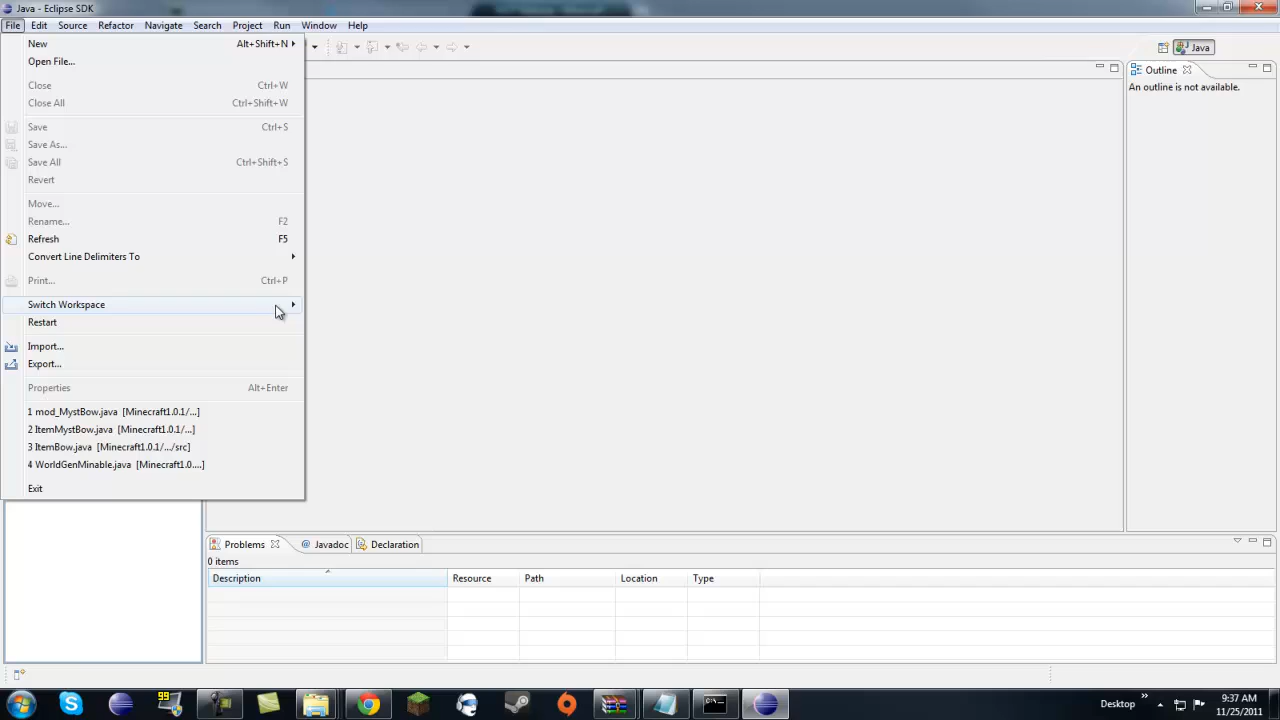 Java - Eclipse SDK
File Edit Source Refactor Navigate Search Project Run Window Help
New Alt+Shift+N
Open File...
Close Ctrl+W
Close All Ctrl+Shift+W
Save Ctrl+S
Save As...
Save All Ctrl+Shift+S
Revert
Move...
Rename... F2
Refresh F5
Convert Line Delimiters To
Print... Ctrl+P
Switch Workspace
Restart
Import...
Export...
Properties Alt+Enter
1 mod_MystBow.java [Minecraft1.0.1/...]
2 ItemMystBow.java [Minecraft1.0.1/...]
3 ItemBow.java [Minecraft1.0.1/.../src]
4 WorldGenMinable.java [Minecraft1.0....]
Exit
Java
Outline
An outline is not available.
Problems @ Javadoc Declaration
0 items
Description Resource Path Location Type
99
Desktop
9:37 AM
11/25/2011